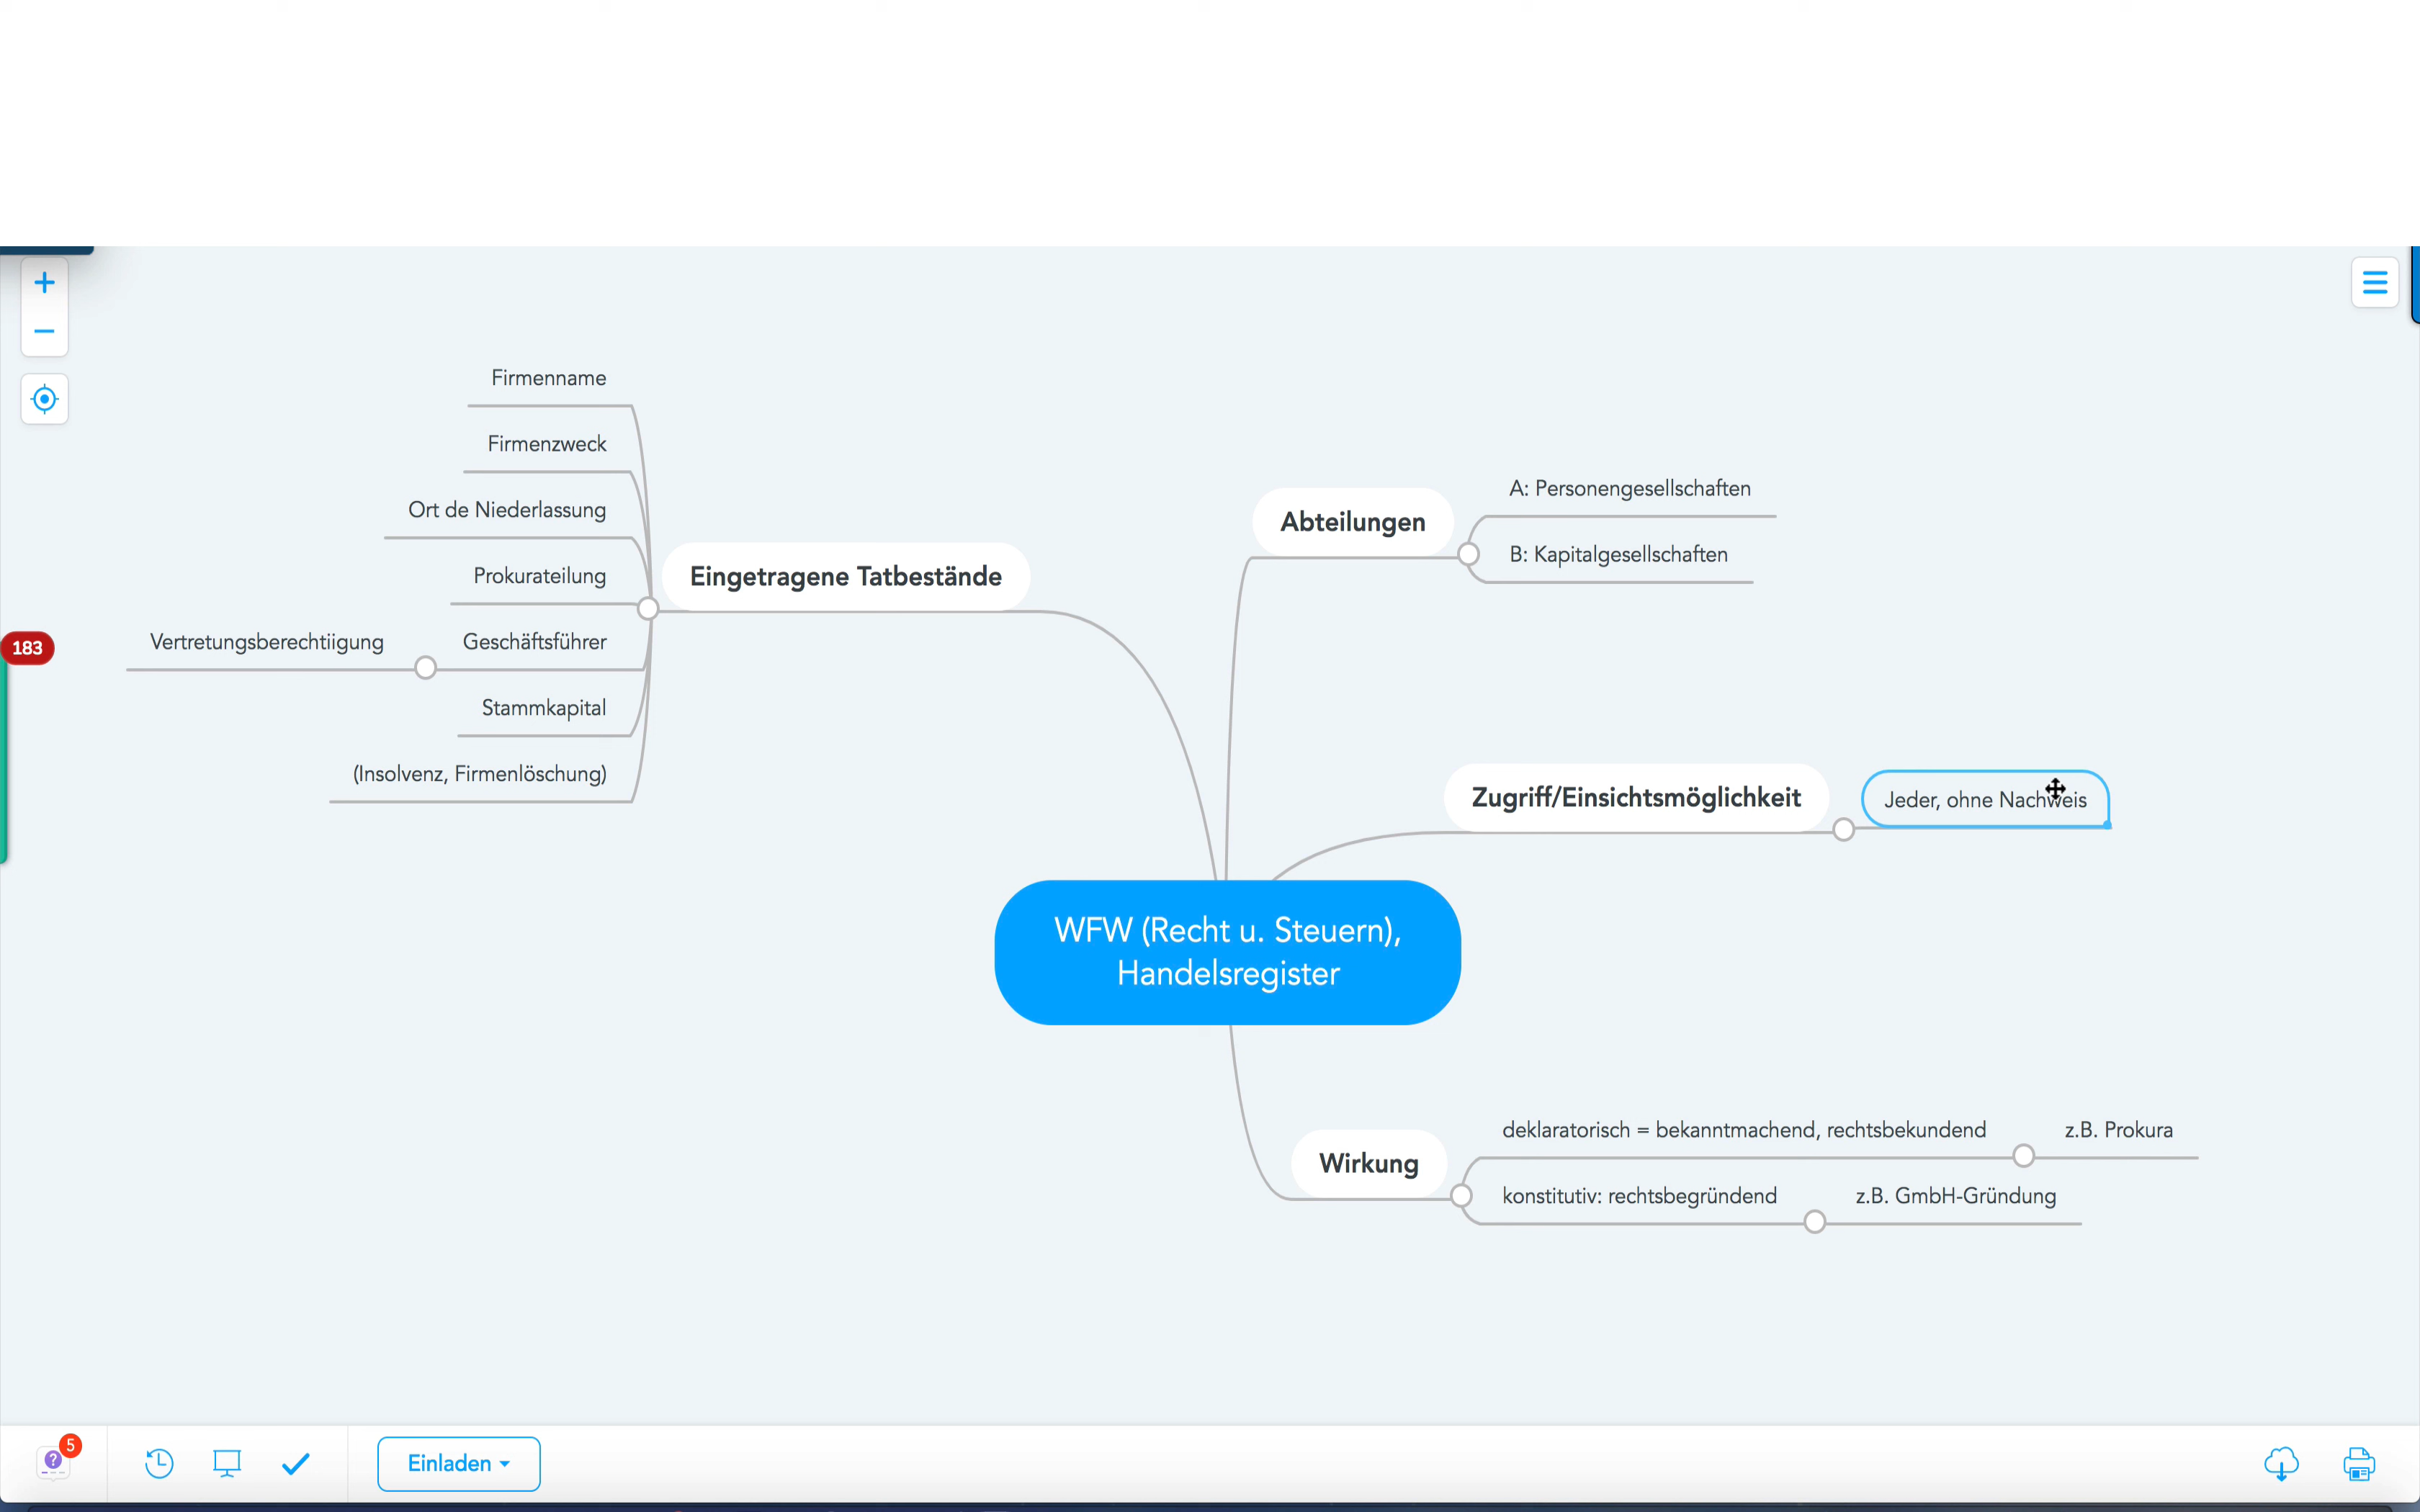 Firmenname
Firmenzweck
Ort de Niederlassung
Prokurateilung
Vertretungsberechtiigung
Geschäftsführer
Stammkapital
(Insolvenz, Firmenlöschung)
Eingetragene Tatbestände
Abteilungen
A: Personengesellschaften
B: Kapitalgesellschaften
183
Zugriff/Einsichtsmöglichkeit
Jeder, ohne Nachweis
WFW (Recht u. Steuern),
Handelsregister
Wirkung
deklaratorisch = bekanntmachend, rechtsbekundend
z.B. Prokura
konstitutiv: rechtsbegründend
z.B. GmbH-Gründung
?
5
Einladen